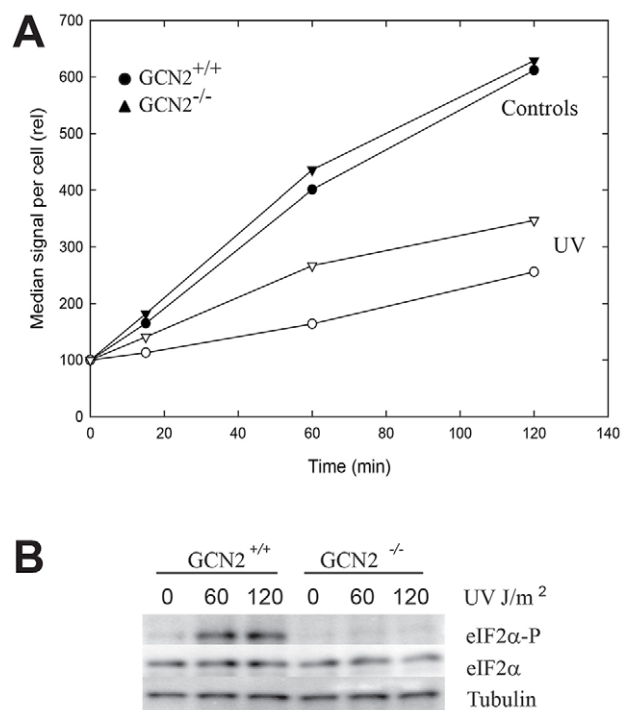 A
700
600
500
400
300
200
100
0
0 20 40 60 80 100 120 140
Median signal per cell (rel)
Time (min)
GCN2+/+
GCN2-/-
Controls
UV
B
GCN2 +/+ GCN2 -/-
0 60 120 0 60 120 UV J/m 2
eIF2α-P
eIF2α
Tubulin